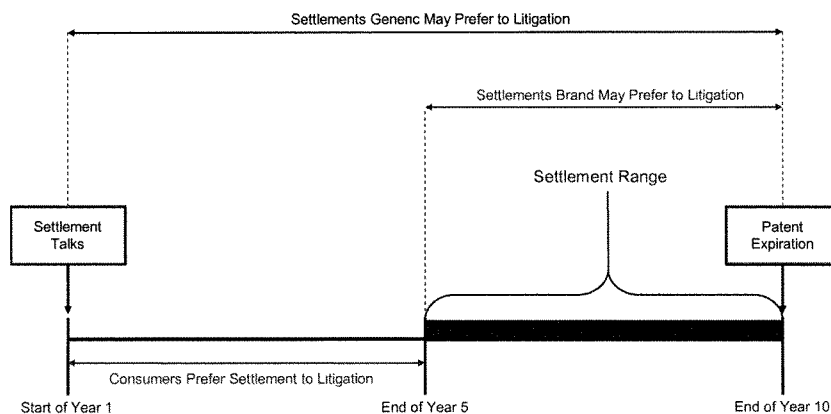 Settlements Generic May Prefer to Litigation
Settlements Brand May Prefer to Litigation
Settlement Range
Settlement
Talks
Patent
Expiration
Consumers Prefer Settlement to Litigation
Start of Year 1
End of Year 5
End of Year 10